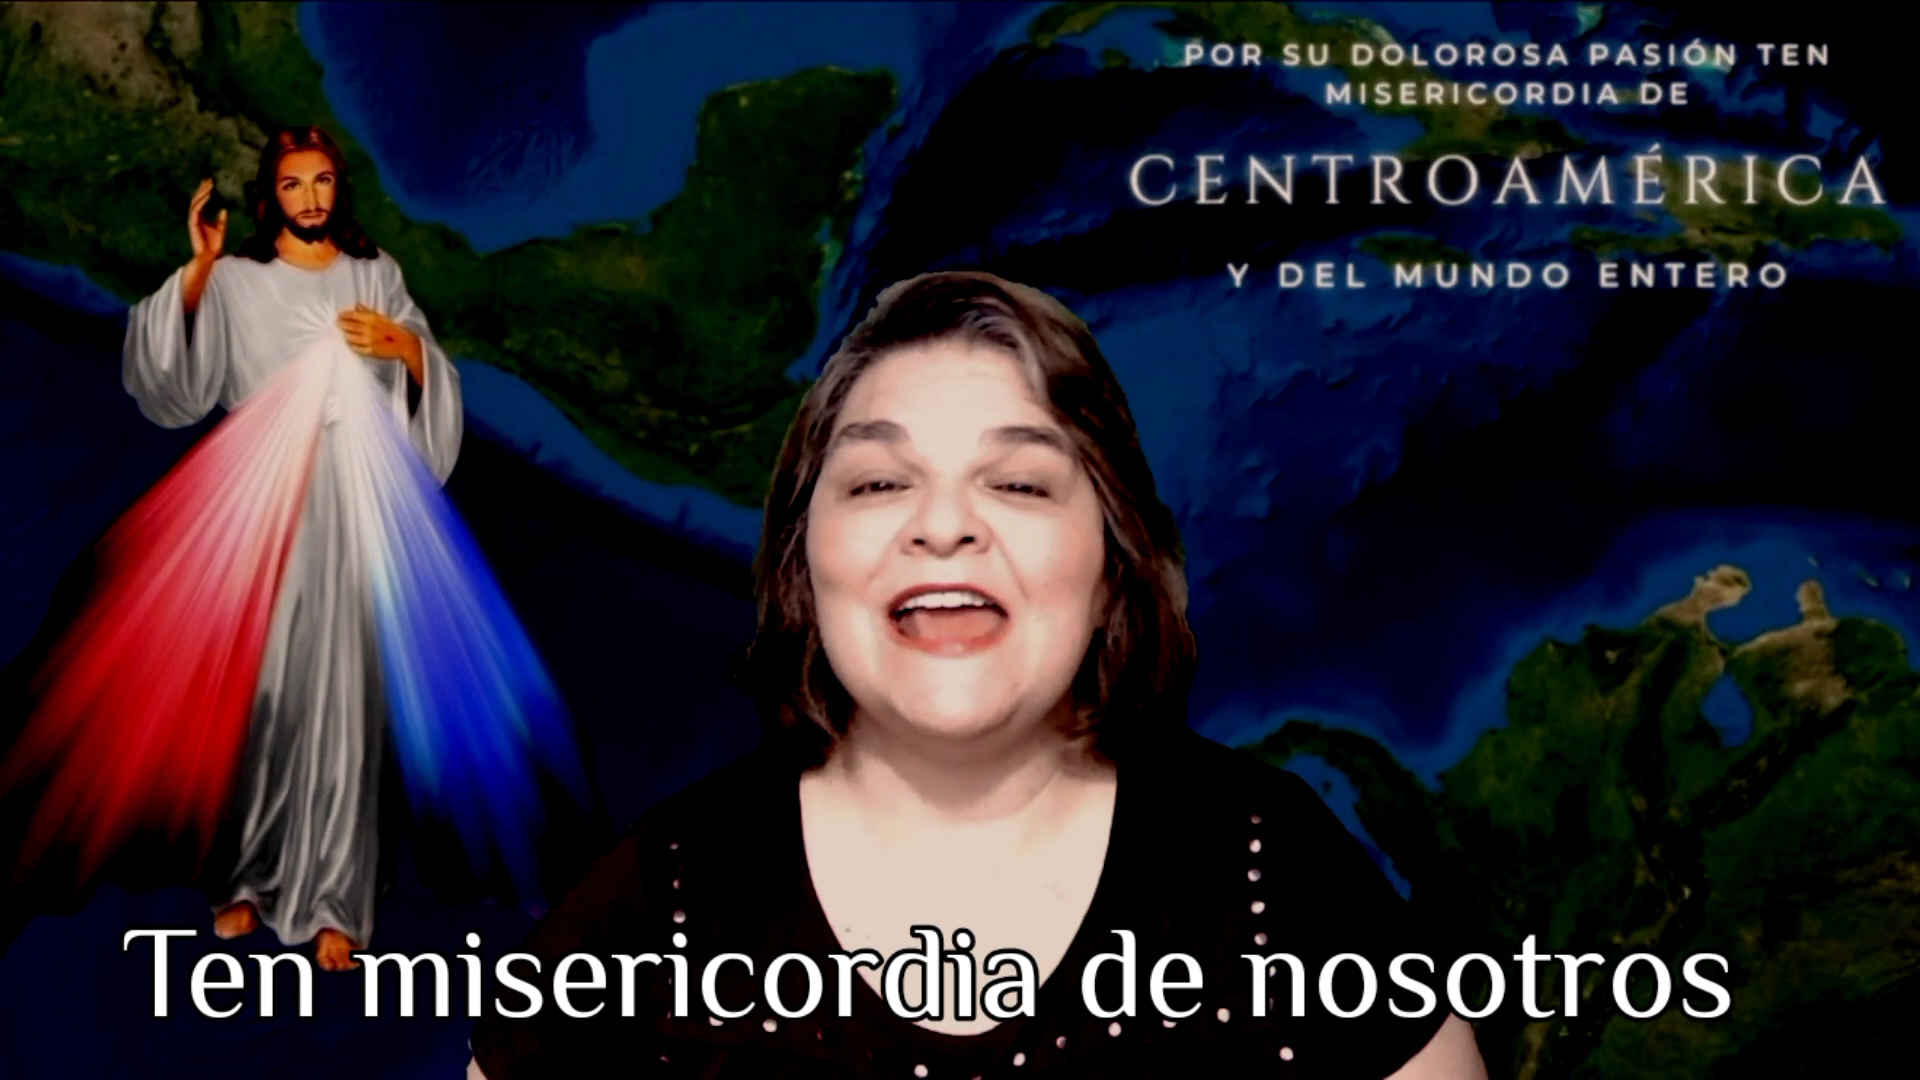 POR SU DOLOROSA PASIÓN TEN
MISERICORDIA DE
CENTROAMÉRICA
Y DEL MUNDO ENTERO
Ten misericordia de nosotros